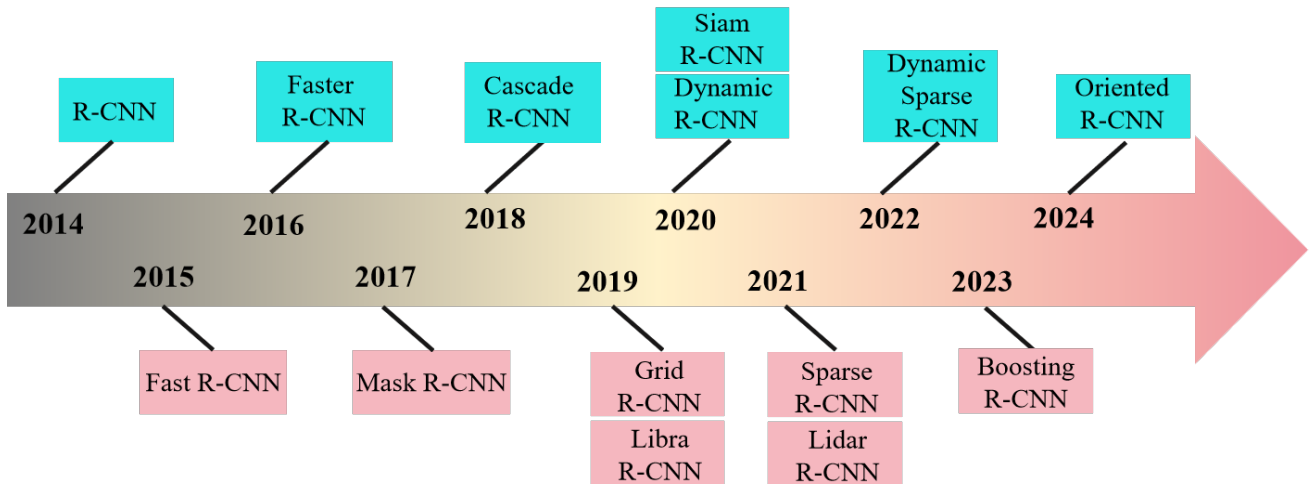 Siam
R-CNN
R-CNN
Faster
R-CNN
Cascade
R-CNN
Dynamic
R-CNN
Dynamic
Sparse
R-CNN
Oriented
R-CNN
2014
2016
2018
2020
2022
2024
2015
2017
2019
2021
2023
Fast R-CNN
Mask R-CNN
Grid
R-CNN
Libra
R-CNN
Sparse
R-CNN
Lidar
R-CNN
Boosting
R-CNN